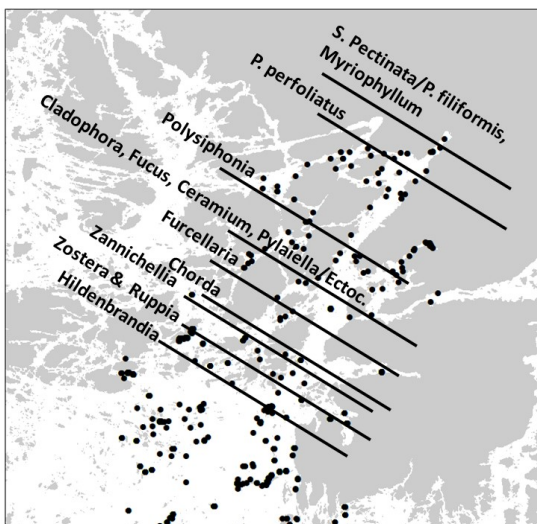 S. Pectinata/P. filiformis,
Myriophyllum
P. perfoliatus
Polysiphonia
Cladophora, Fucus, Ceramium, Pylaiella/Ectoc.
Furcellaria
Chorda
Zannichellia
Zostera & Ruppia
Hildenbrandia